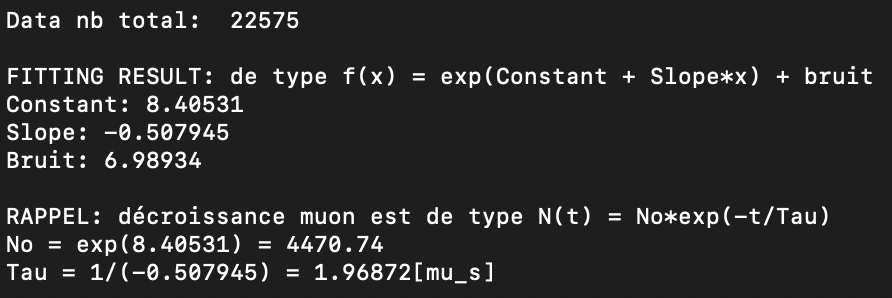 Data nb total:  22575
FITTING RESULT: de type f(x) = exp(Constant + Slope*x) + bruit
Constant: 8.40531
Slope: -0.507945
Bruit: 6.98934
RAPPEL: décroissance muon est de type N(t) = No*exp(-t/Tau)
No = exp(8.40531) = 4470.74
Tau = 1/(-0.507945) = 1.96872[mu_s]